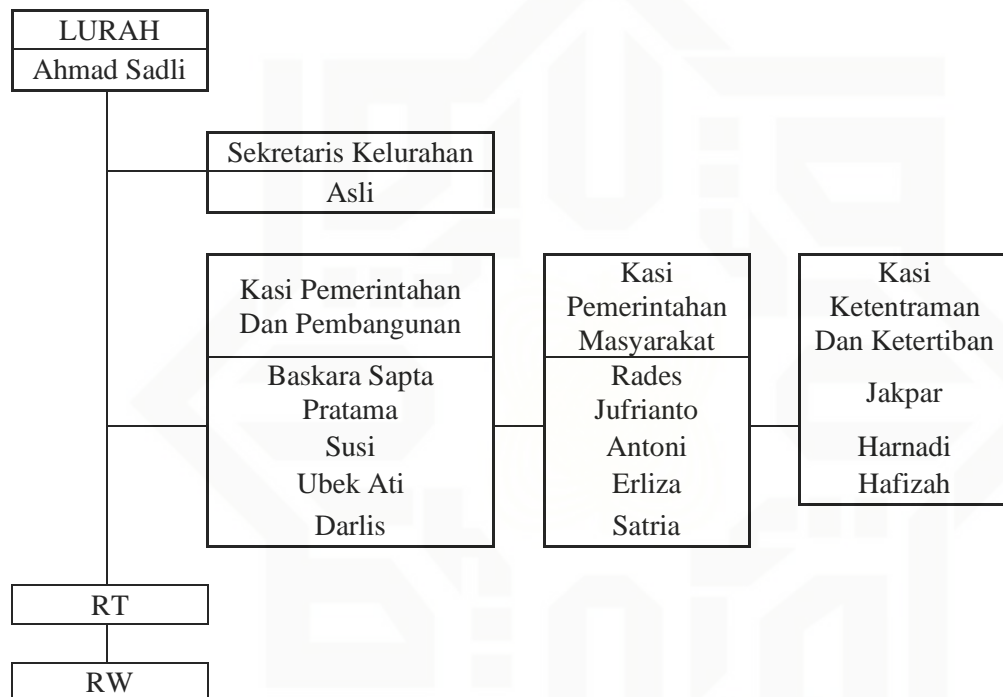 LURAH
Ahmad Sadli
Sekretaris Kelurahan
Asli
Kasi Pemerintahan
Dan Pembangunan
Baskara Sapta
Pratama
Susi
Ubek Ati
Darlis
Kasi
Pemerintahan
Masyarakat
Rades
Jufrianto
Antoni
Erliza
Satria
Kasi
Ketentraman
Dan Ketertiban
Jakpar
Harnadi
Hafizah
RT
RW